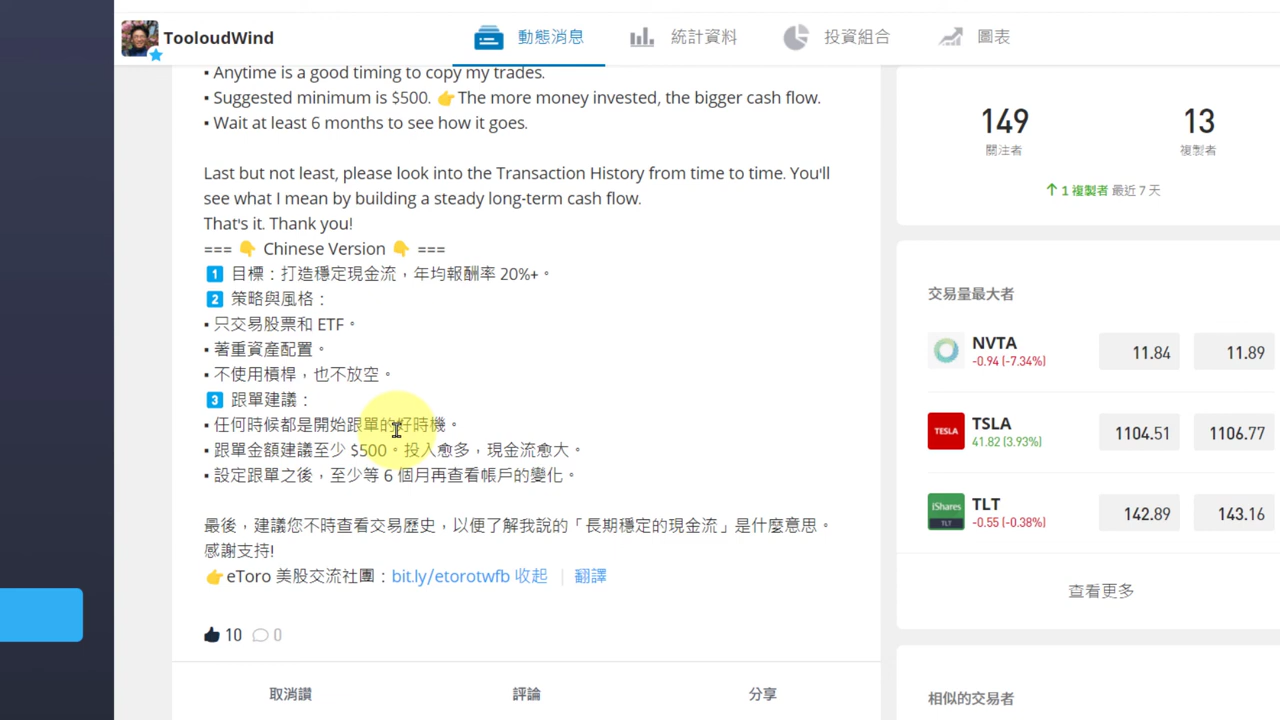 TooloudWind
動態消息
統計資料
投資組合
圖表
▪ Anytime is a good timing to copy my trades.
▪ Suggested minimum is $500. 👉The more money invested, the bigger cash flow.
▪ Wait at least 6 months to see how it goes.
Last but not least, please look into the Transaction History from time to time. You'll
see what I mean by building a steady long-term cash flow.
That's it. Thank you!
=== 👇 Chinese Version 👇 ===
1️⃣ 目標：打造穩定現金流，年均報酬率 20%+。
2️⃣ 策略與風格：
▪ 只交易股票和 ETF。
▪ 著重資產配置。
▪ 不使用槓桿，也不放空。
3️⃣ 跟單建議：
▪ 任何時候都是開始跟單的好時機。
▪ 跟單金額建議至少 $500。投入愈多，現金流愈大。
▪ 設定跟單之後，至少等 6 個月再查看帳戶的變化。
最後，建議您不時查看交易歷史，以便了解我說的「長期穩定的現金流」是什麼意思。
感謝支持!
👉eToro 美股交流社團：bit.ly/etorotwfb 收起 | 翻譯
10 0
取消讚
評論
分享
149
關注者
13
複製者
↑ 1 複製者 最近 7 天
交易量最大者
NVTA
-0.94 (-7.34%)
11.84
11.89
TESLA
TSLA
41.82 (3.93%)
1104.51
1106.77
iShares
TLT
TLT
-0.55 (-0.38%)
142.89
143.16
查看更多
相似的交易者